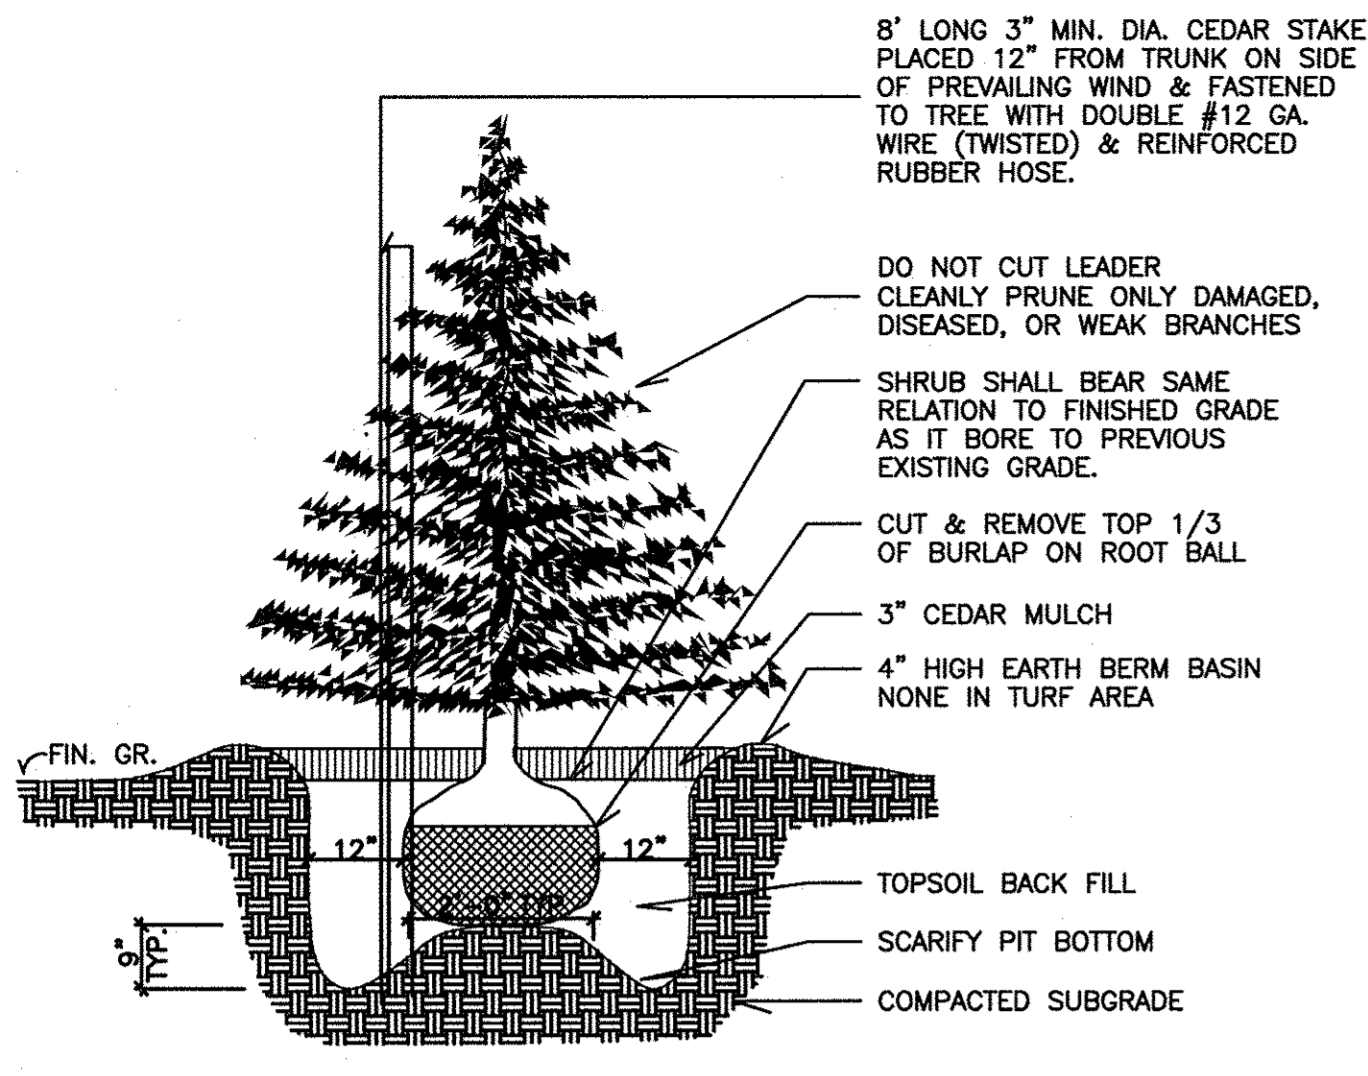 8' LONG 3" MIN. DIA. CEDAR STAKE
PLACED 12" FROM TRUNK ON SIDE
OF PREVAILING WIND & FASTENED
TO TREE WITH DOUBLE #12 GA.
WIRE (TWISTED) & REINFORCED
RUBBER HOSE.
DO NOT CUT LEADER
CLEANLY PRUNE ONLY DAMAGED,
DISEASED, OR WEAK BRANCHES
SHRUB SHALL BEAR SAME
RELATION TO FINISHED GRADE
AS IT BORE TO PREVIOUS
EXISTING GRADE.
CUT & REMOVE TOP 1/3
OF BURLAP ON ROOT BALL
3" CEDAR MULCH
4" HIGH EARTH BERM BASIN
NONE IN TURF AREA
FIN. GR.
12"
12"
TYP.
9"
TYP.
TOPSOIL BACK FILL
SCARIFY PIT BOTTOM
COMPACTED SUBGRADE